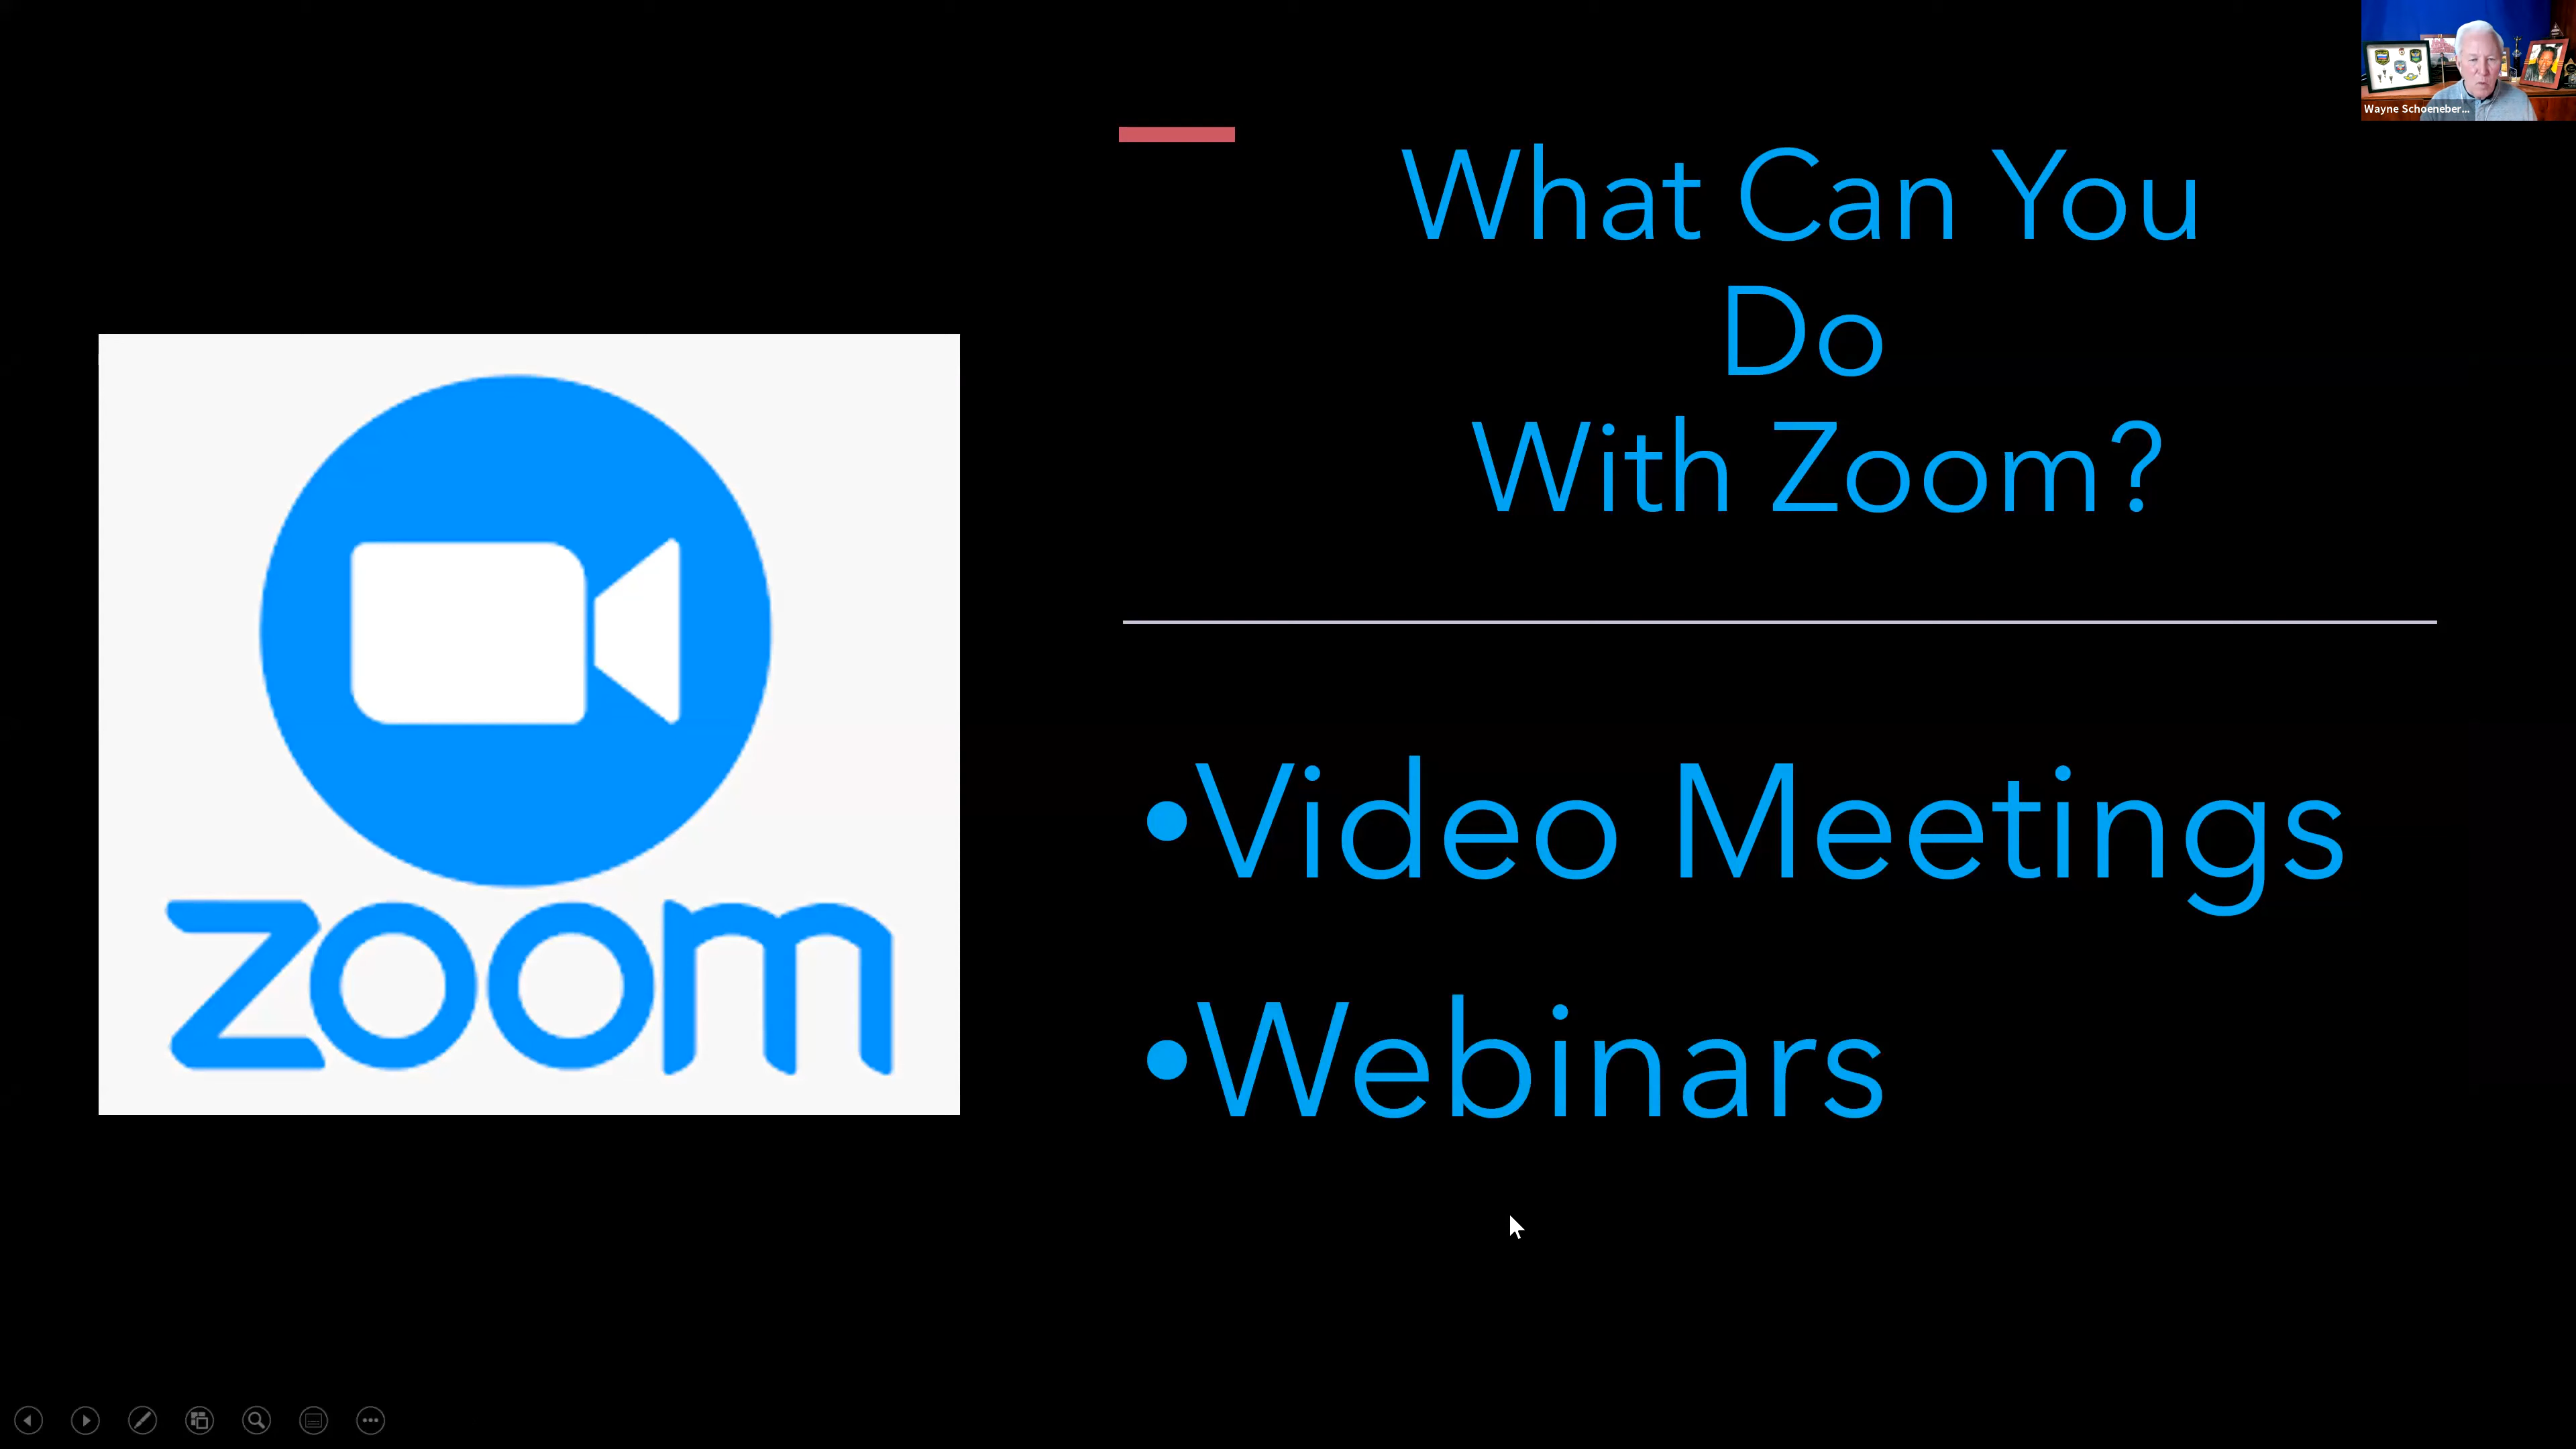 Wayne Schoeneber...
What Can You
Do
With Zoom?
zoom
•Video Meetings
•Webinars